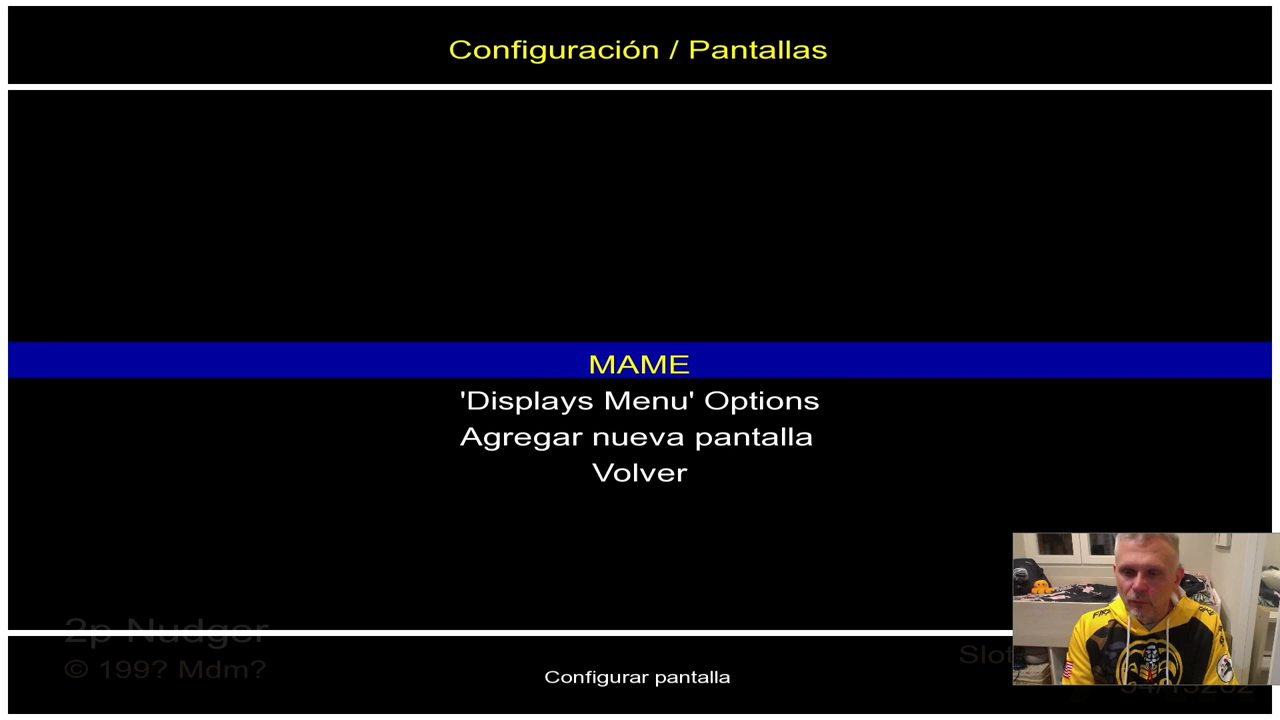 Configuración / Pantallas
MAME
'Displays Menu' Options
Agregar nueva pantalla
Volver
2p Nudger
© 199? Mdm?
Configurar pantalla